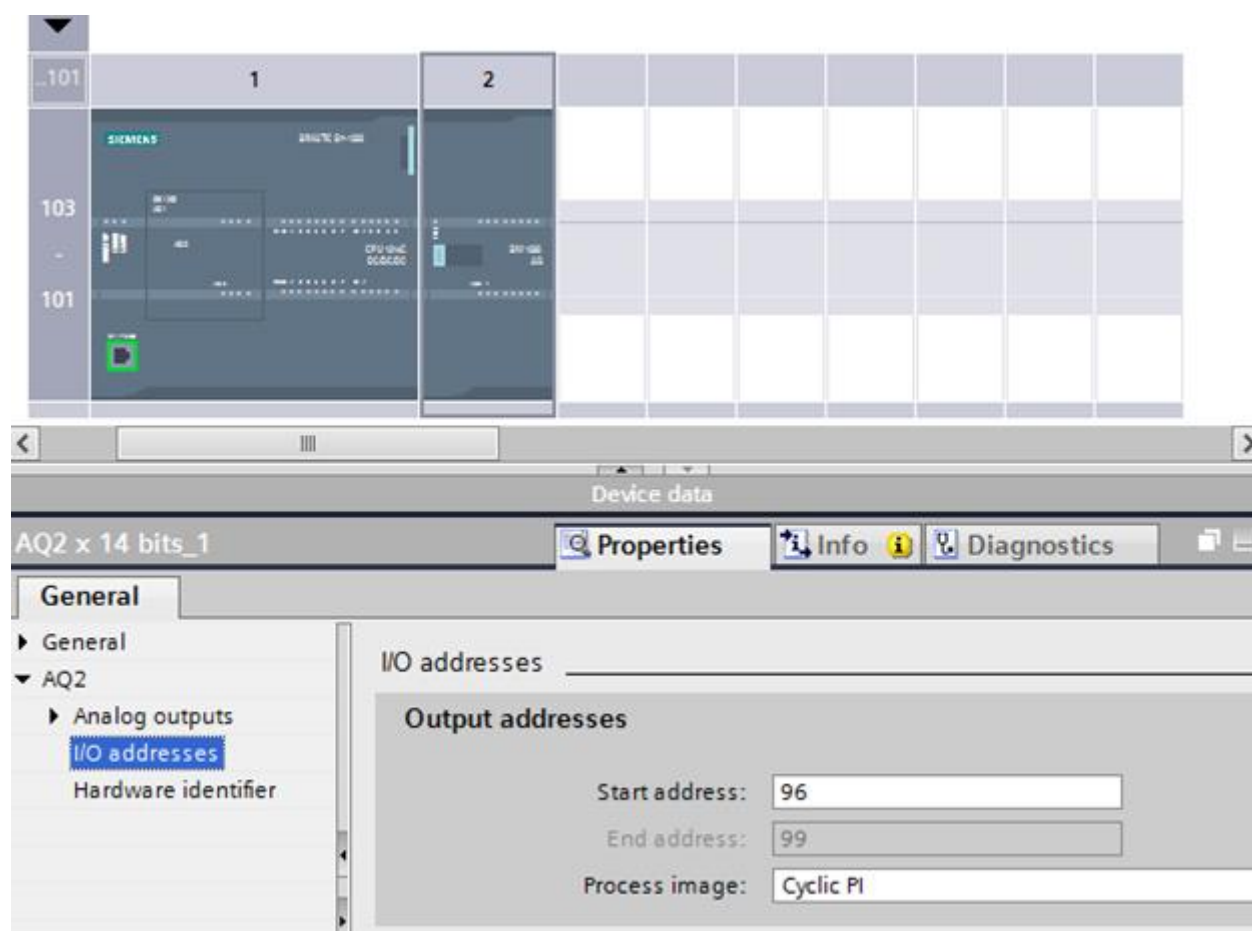 ..101 1 2
SIEMENS
103
-
101
Device data
AQ2 x 14 bits_1 Properties Info Diagnostics
General
General
AQ2
Analog outputs
I/O addresses
Hardware identifier
I/O addresses
Output addresses
Start address: 96
End address: 99
Process image: Cyclic PI